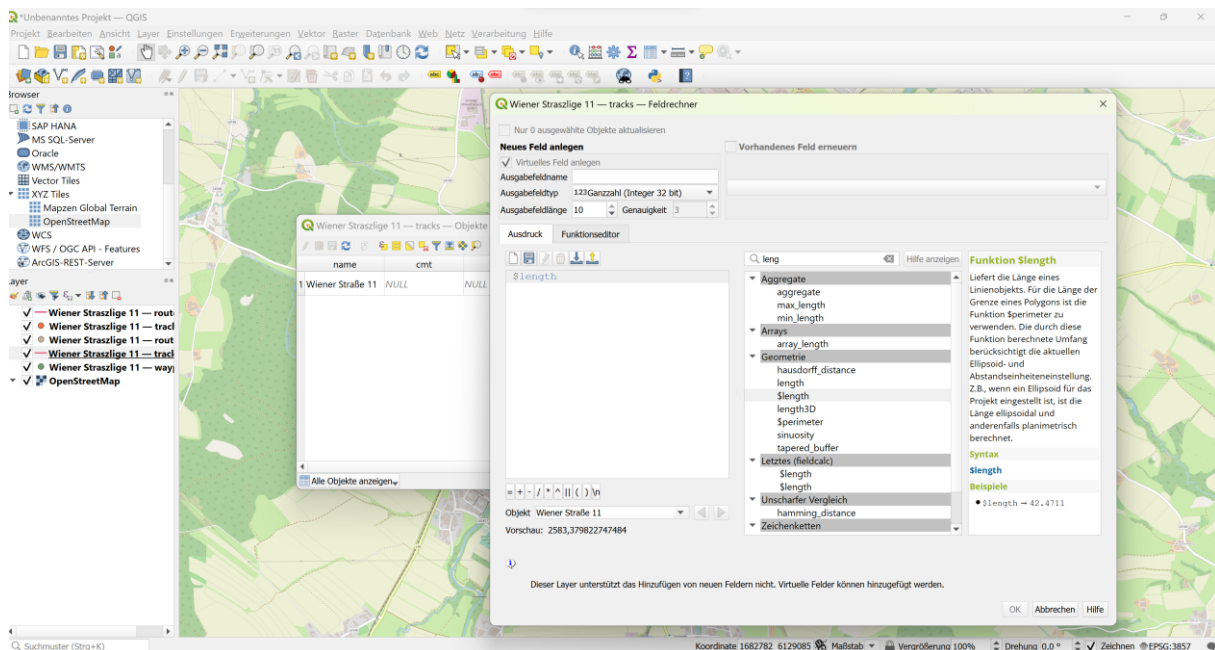 *Unbenanntes Projekt — QGIS
Projekt Bearbeiten Ansicht Layer Einstellungen Erweiterungen Vektor Raster Datenbank Web Netz Verarbeitung Hilfe
Browser
SAP HANA
MS SQL-Server
Oracle
WMS/WMTS
Vector Tiles
XYZ Tiles
Mapzen Global Terrain
OpenStreetMap
WCS
WFS / OGC API - Features
ArcGIS-REST-Server
Layer
Wiener Straszlige 11 — rout
Wiener Straszlige 11 — tracl
Wiener Straszlige 11 — rout
Wiener Straszlige 11 — tracl
Wiener Straszlige 11 — way
OpenStreetMap
Wiener Straszlige 11 — tracks — Objekte
name cmt
1 Wiener Straße 11 NULL NULL
Alle Objekte anzeigen
Wiener Straszlige 11 — tracks — Feldrechner
Nur 0 ausgewählte Objekte aktualisieren
Neues Feld anlegen
Virtuelles Feld anlegen
Ausgabefeldname
Ausgabefeldtyp 123 Ganzzahl (Integer 32 bit)
Ausgabefeldlänge 10 Genauigkeit 3
Vorhandenes Feld erneuern
Ausdruck Funktionseditor
$length
= + - / * ^ || ( ) \n
Objekt Wiener Straße 11
Vorschau: 2583,379822747484
leng
Hilfe anzeigen
Aggregate
aggregate
max_length
min_length
Arrays
array_length
Geometrie
hausdorff_distance
length
$length
length3D
$perimeter
sinuosity
tapered_buffer
Letztes (fieldcalc)
$length
$length
Unscharfer Vergleich
hamming_distance
Zeichenketten
Funktion $length
Liefert die Länge eines
Linienobjekts. Für die Länge der
Grenze eines Polygons ist die
Funktion $perimeter zu
verwenden. Die durch diese
Funktion berechnete Umfang
berücksichtigt die aktuellen
Ellipsoid- und
Abstandseinheiteneinstellung.
Z.B., wenn ein Ellipsoid für das
Projekt eingestellt ist, ist die
Länge ellipsoidal und
anderenfalls planimetrisch
berechnet.
Syntax
$length
Beispiele
$length → 42.4711
Dieser Layer unterstützt das Hinzufügen von neuen Feldern nicht. Virtuelle Felder können hinzugefügt werden.
OK Abbrechen Hilfe
Suchmuster (Strg+K)
Koordinate 1682782 6129085 Maßstab Vergrößerung 100% Drehung 0,0 ° Zeichnen EPSG:3857